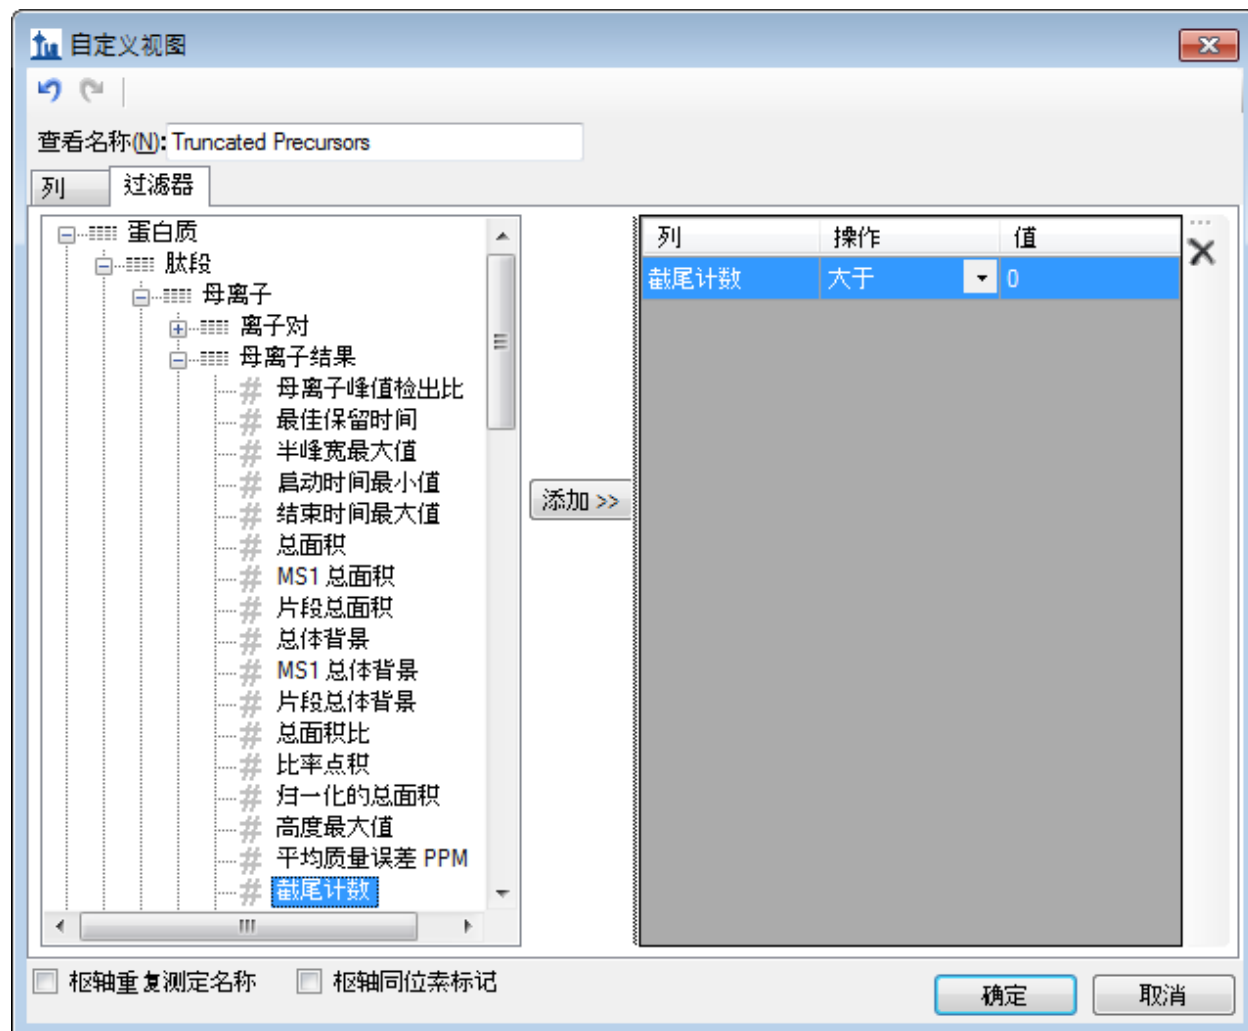 自定义视图
查看名称(N): Truncated Precursors
列 过滤器
蛋白质
肽段
母离子
离子对
母离子结果
母离子峰值检出比
最佳保留时间
半峰宽最大值
启动时间最小值
结束时间最大值
总面积
MS1 总面积
片段总面积
总体背景
MS1 总体背景
片段总体背景
总面积比
比率点积
归一化的总面积
高度最大值
平均质量误差 PPM
截尾计数
添加 >>
列 操作 值
截尾计数 大于 0
枢轴重复测定名称 枢轴同位素标记
确定 取消